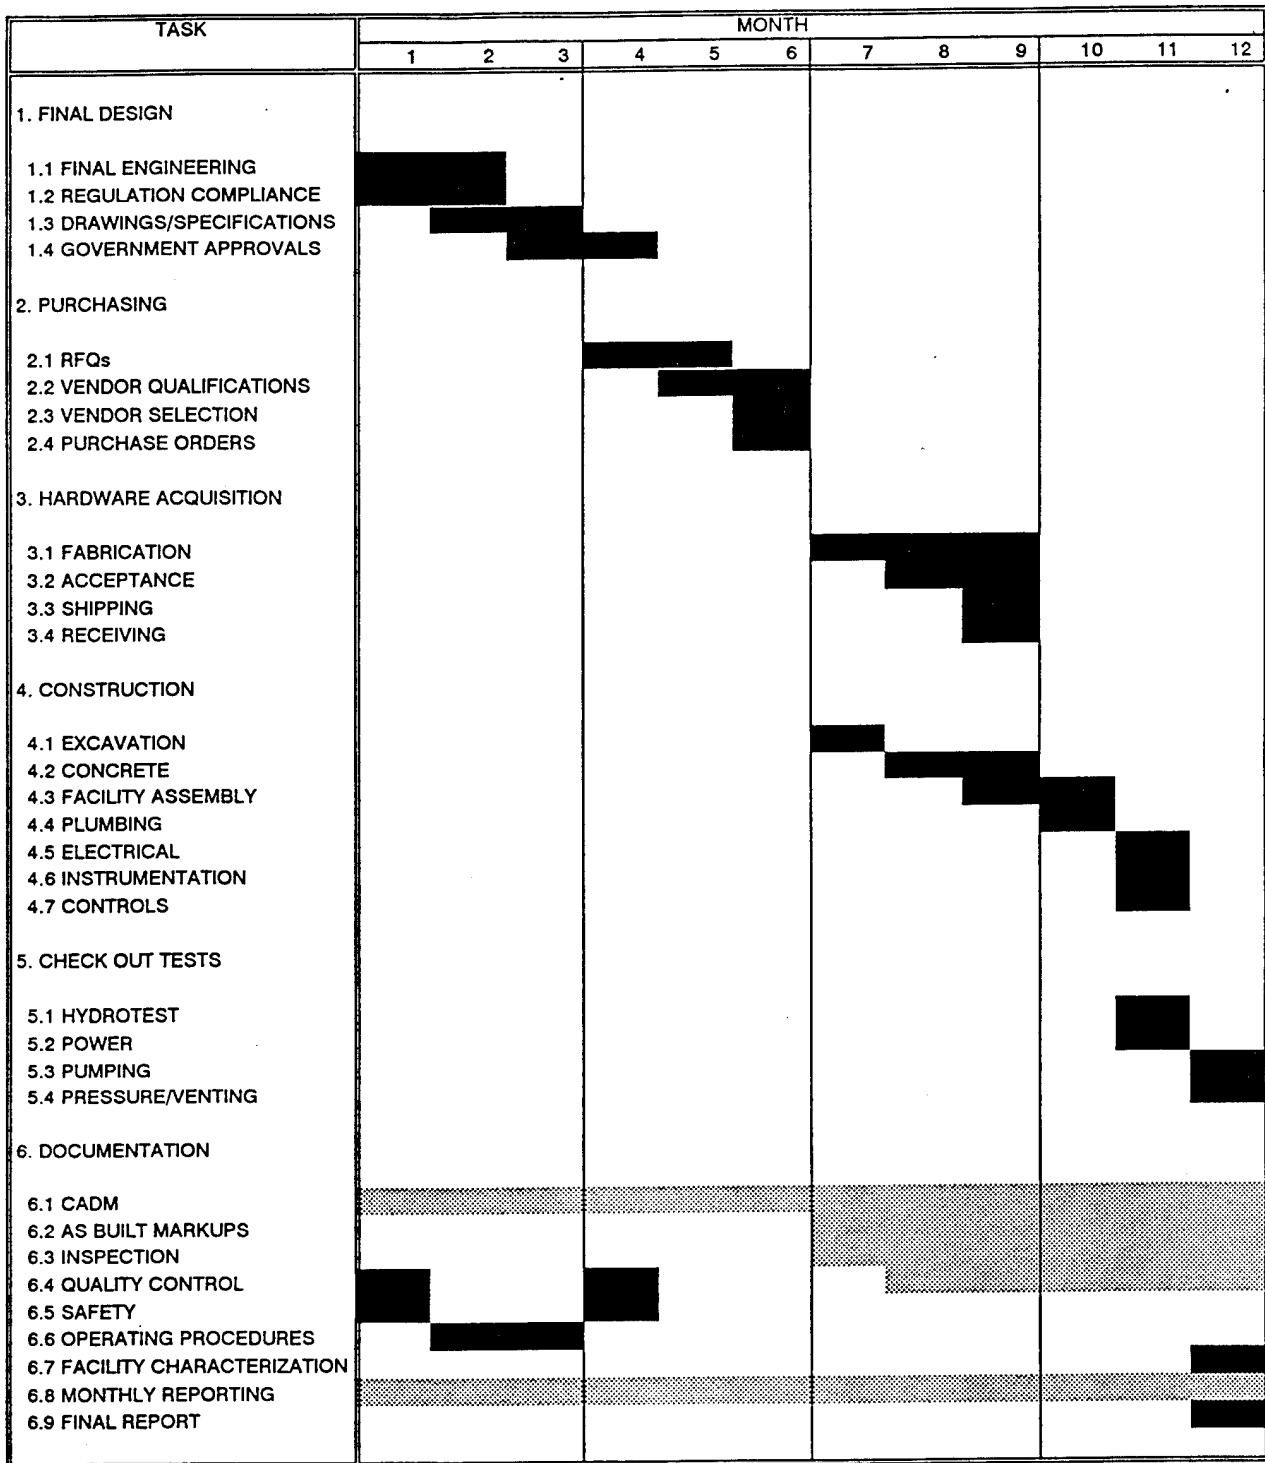 TASK MONTH
1 2 3 4 5 6 7 8 9 10 11 12
1. FINAL DESIGN
1.1 FINAL ENGINEERING
1.2 REGULATION COMPLIANCE
1.3 DRAWINGS/SPECIFICATIONS
1.4 GOVERNMENT APPROVALS
2. PURCHASING
2.1 RFQs
2.2 VENDOR QUALIFICATIONS
2.3 VENDOR SELECTION
2.4 PURCHASE ORDERS
3. HARDWARE ACQUISITION
3.1 FABRICATION
3.2 ACCEPTANCE
3.3 SHIPPING
3.4 RECEIVING
4. CONSTRUCTION
4.1 EXCAVATION
4.2 CONCRETE
4.3 FACILITY ASSEMBLY
4.4 PLUMBING
4.5 ELECTRICAL
4.6 INSTRUMENTATION
4.7 CONTROLS
5. CHECK OUT TESTS
5.1 HYDROTEST
5.2 POWER
5.3 PUMPING
5.4 PRESSURE/VENTING
6. DOCUMENTATION
6.1 CADM
6.2 AS BUILT MARKUPS
6.3 INSPECTION
6.4 QUALITY CONTROL
6.5 SAFETY
6.6 OPERATING PROCEDURES
6.7 FACILITY CHARACTERIZATION
6.8 MONTHLY REPORTING
6.9 FINAL REPORT